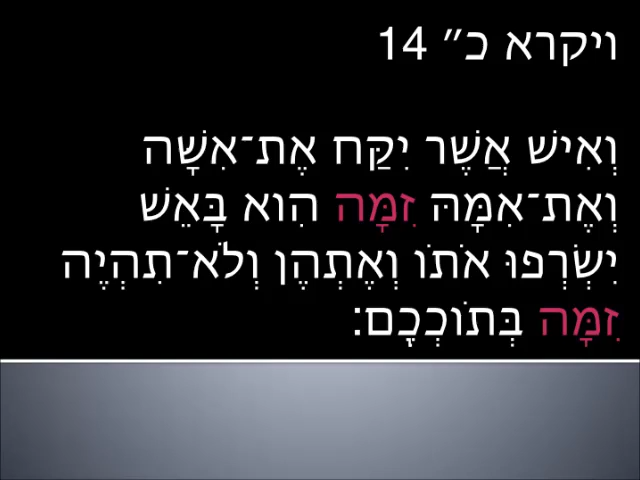 ויקרא כ״ 14
וְאִישׁ אֲשֶׁר יִקַּח אֶת־אִשָּׁה
וְאֶת־אִמָּהּ זִמָּה הִוא בָּאֵשׁ
יִשְׂרְפוּ אֹתוֹ וְאֶתְהֶן וְלֹא־תִהְיֶה
זִמָּה בְּתוֹכְכֶֽם׃